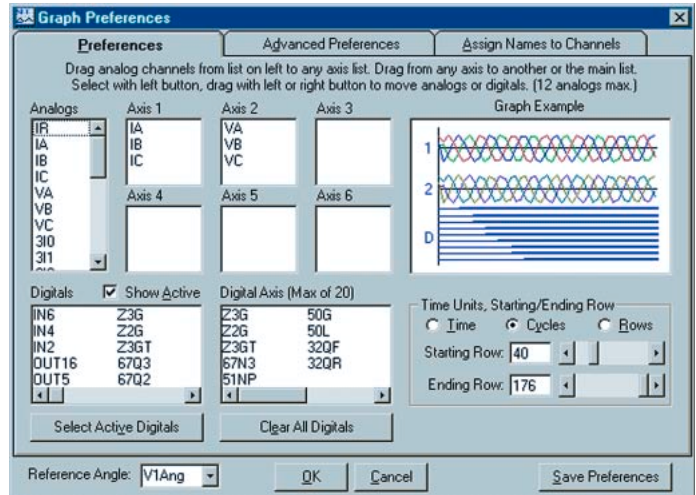 Graph Preferences
Preferences
Advanced Preferences
Assign Names to Channels
Drag analog channels from list on left to any axis list. Drag from any axis to another or the main list.
Select with left button, drag with left or right button to move analogs or digitals. (12 analogs max.)
Analogs
IR
IA
IB
IC
VA
VB
VC
3I0
3I1
Axis 1
IA
IB
IC
Axis 2
VA
VB
VC
Axis 3
Axis 4
Axis 5
Axis 6
Graph Example
1
2
D
Digitals
Show Active
IN6 Z3G
IN4 Z2G
IN2 Z3GT
OUT16 67Q3
OUT5 67Q2
Digital Axis (Max of 20)
Z3G 50G
Z2G 50L
Z3GT 32QF
67N3 32QR
51NP
Time Units, Starting/Ending Row
Time Cycles Rows
Starting Row: 40
Ending Row: 176
Select Active Digitals
Clear All Digitals
Reference Angle: V1Ang
OK
Cancel
Save Preferences